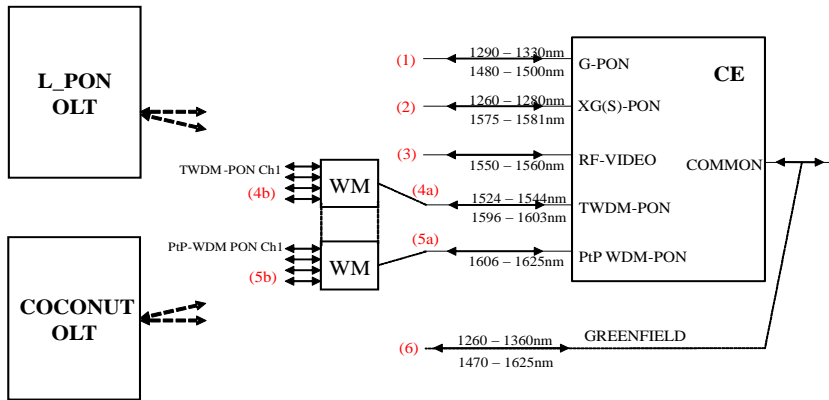 L_PON
OLT
COCONUT
OLT
TWDM-PON Ch1
(4b)
WM
PtP-WDM PON Ch1
(5b)
WM
(1)
1290 – 1330nm
1480 – 1500nm
G-PON
CE
(2)
1260 – 1280nm
1575 – 1581nm
XG(S)-PON
(3)
1550 – 1560nm
RF-VIDEO
COMMON
(4a)
1524 – 1544nm
1596 – 1603nm
TWDM-PON
(5a)
1606 – 1625nm
PtP WDM-PON
(6)
1260 – 1360nm
1470 – 1625nm
GREENFIELD